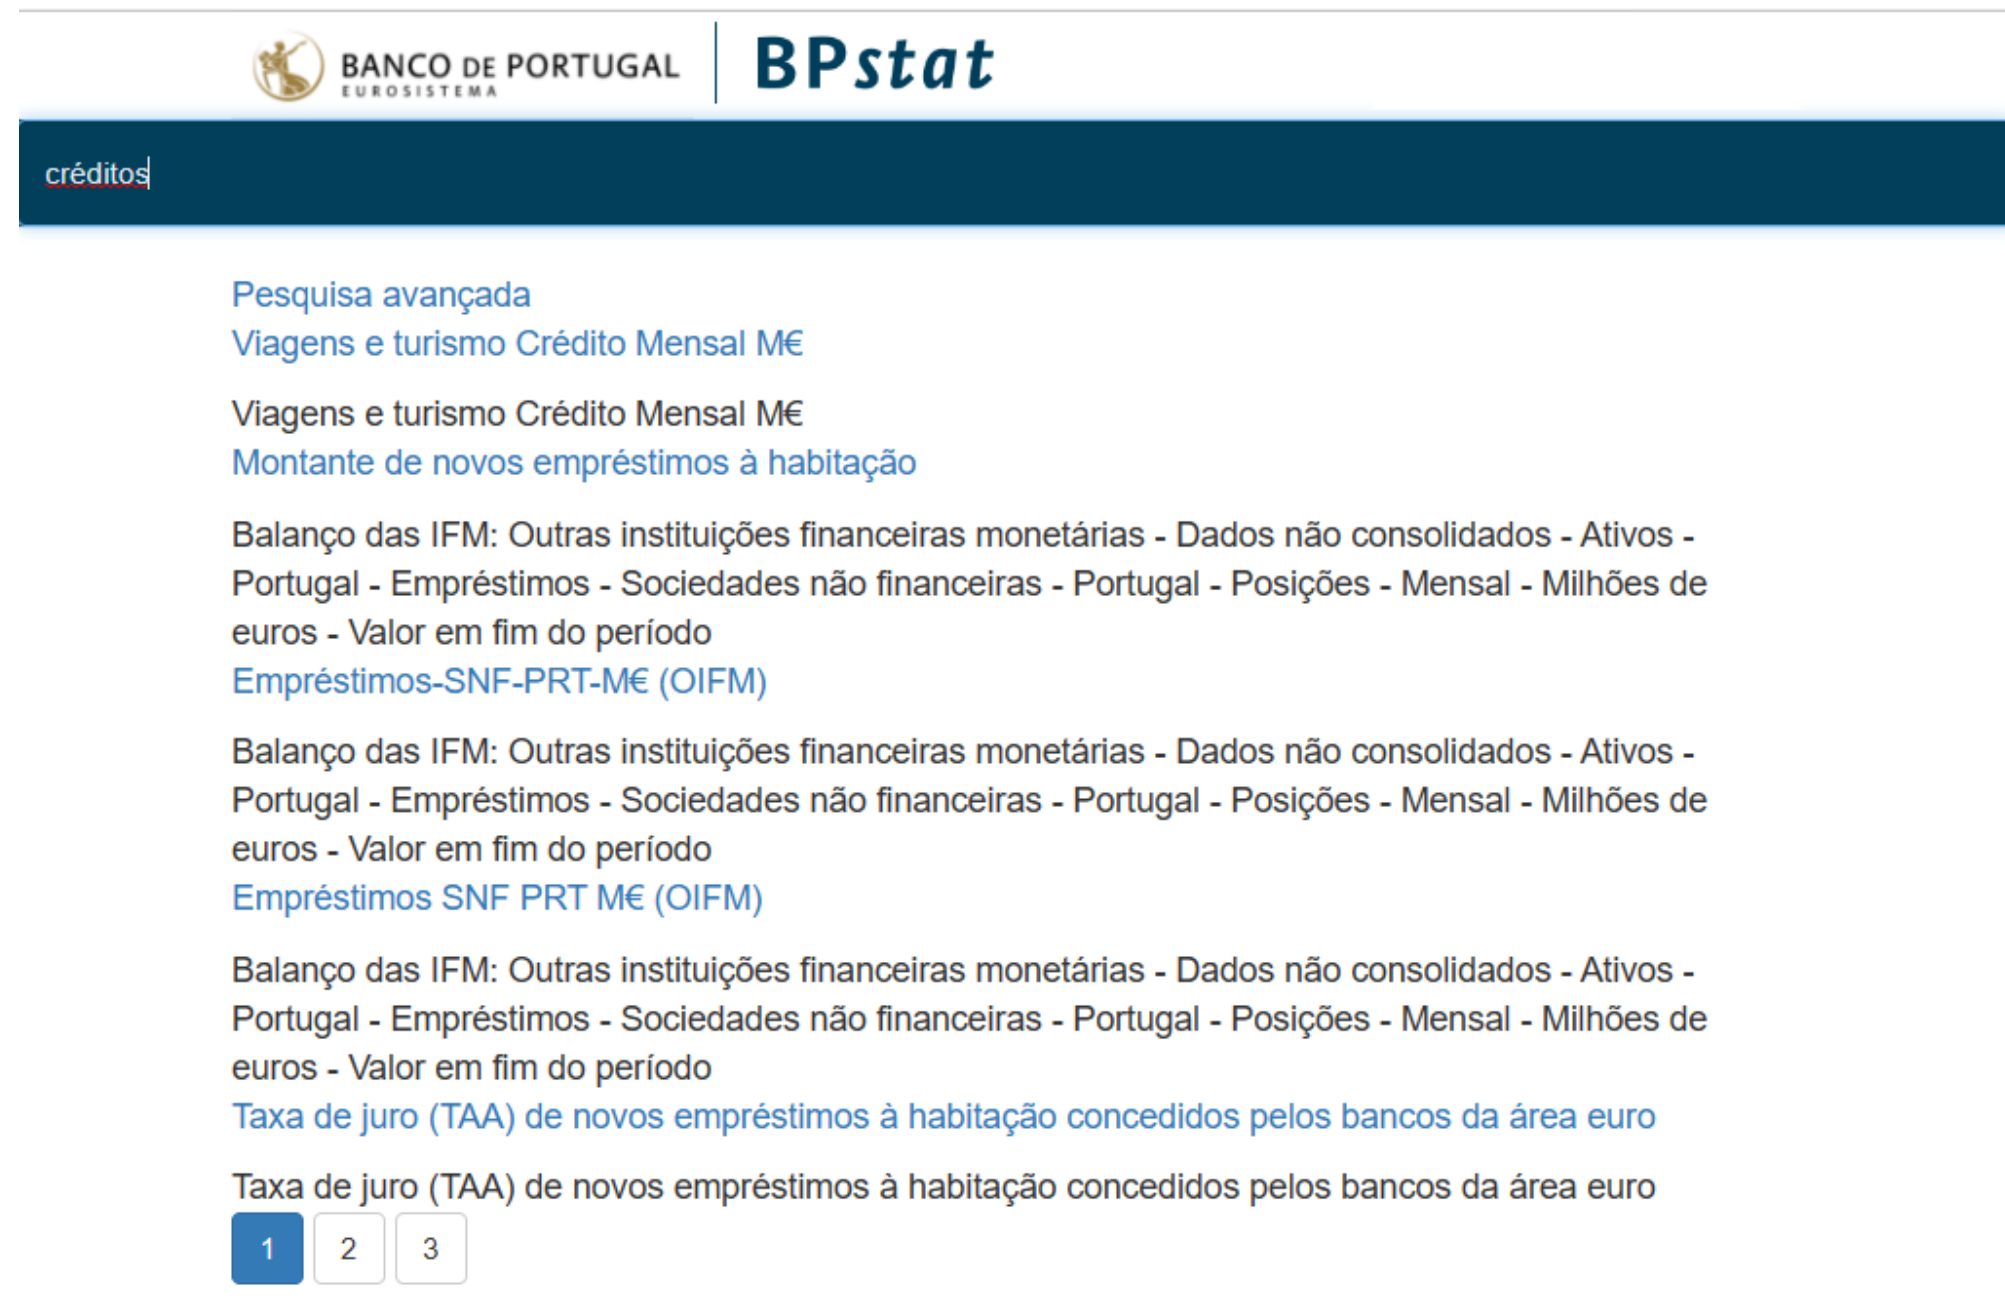 BANCO DE PORTUGAL
EUROSISTEMA
BPstat
créditos
Pesquisa avançada
Viagens e turismo Crédito Mensal M€
Viagens e turismo Crédito Mensal M€
Montante de novos empréstimos à habitação
Balanço das IFM: Outras instituições financeiras monetárias - Dados não consolidados - Ativos -
Portugal - Empréstimos - Sociedades não financeiras - Portugal - Posições - Mensal - Milhões de
euros - Valor em fim do período
Empréstimos-SNF-PRT-M€ (OIFM)
Balanço das IFM: Outras instituições financeiras monetárias - Dados não consolidados - Ativos -
Portugal - Empréstimos - Sociedades não financeiras - Portugal - Posições - Mensal - Milhões de
euros - Valor em fim do período
Empréstimos SNF PRT M€ (OIFM)
Balanço das IFM: Outras instituições financeiras monetárias - Dados não consolidados - Ativos -
Portugal - Empréstimos - Sociedades não financeiras - Portugal - Posições - Mensal - Milhões de
euros - Valor em fim do período
Taxa de juro (TAA) de novos empréstimos à habitação concedidos pelos bancos da área euro
Taxa de juro (TAA) de novos empréstimos à habitação concedidos pelos bancos da área euro
1 2 3